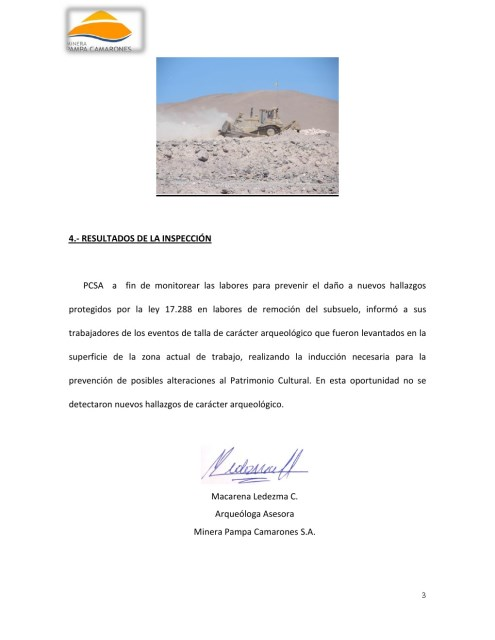 MINERA
PAMPA CAMARONES
4.- RESULTADOS DE LA INSPECCIÓN
PCSA a fin de monitorear las labores para prevenir el daño a nuevos hallazgos
protegidos por la ley 17.288 en labores de remoción del subsuelo, informó a sus
trabajadores de los eventos de talla de carácter arqueológico que fueron levantados en la
superficie de la zona actual de trabajo, realizando la inducción necesaria para la
prevención de posibles alteraciones al Patrimonio Cultural. En esta oportunidad no se
detectaron nuevos hallazgos de carácter arqueológico.
Macarena Ledezma C.
Arqueóloga Asesora
Minera Pampa Camarones S.A.
3